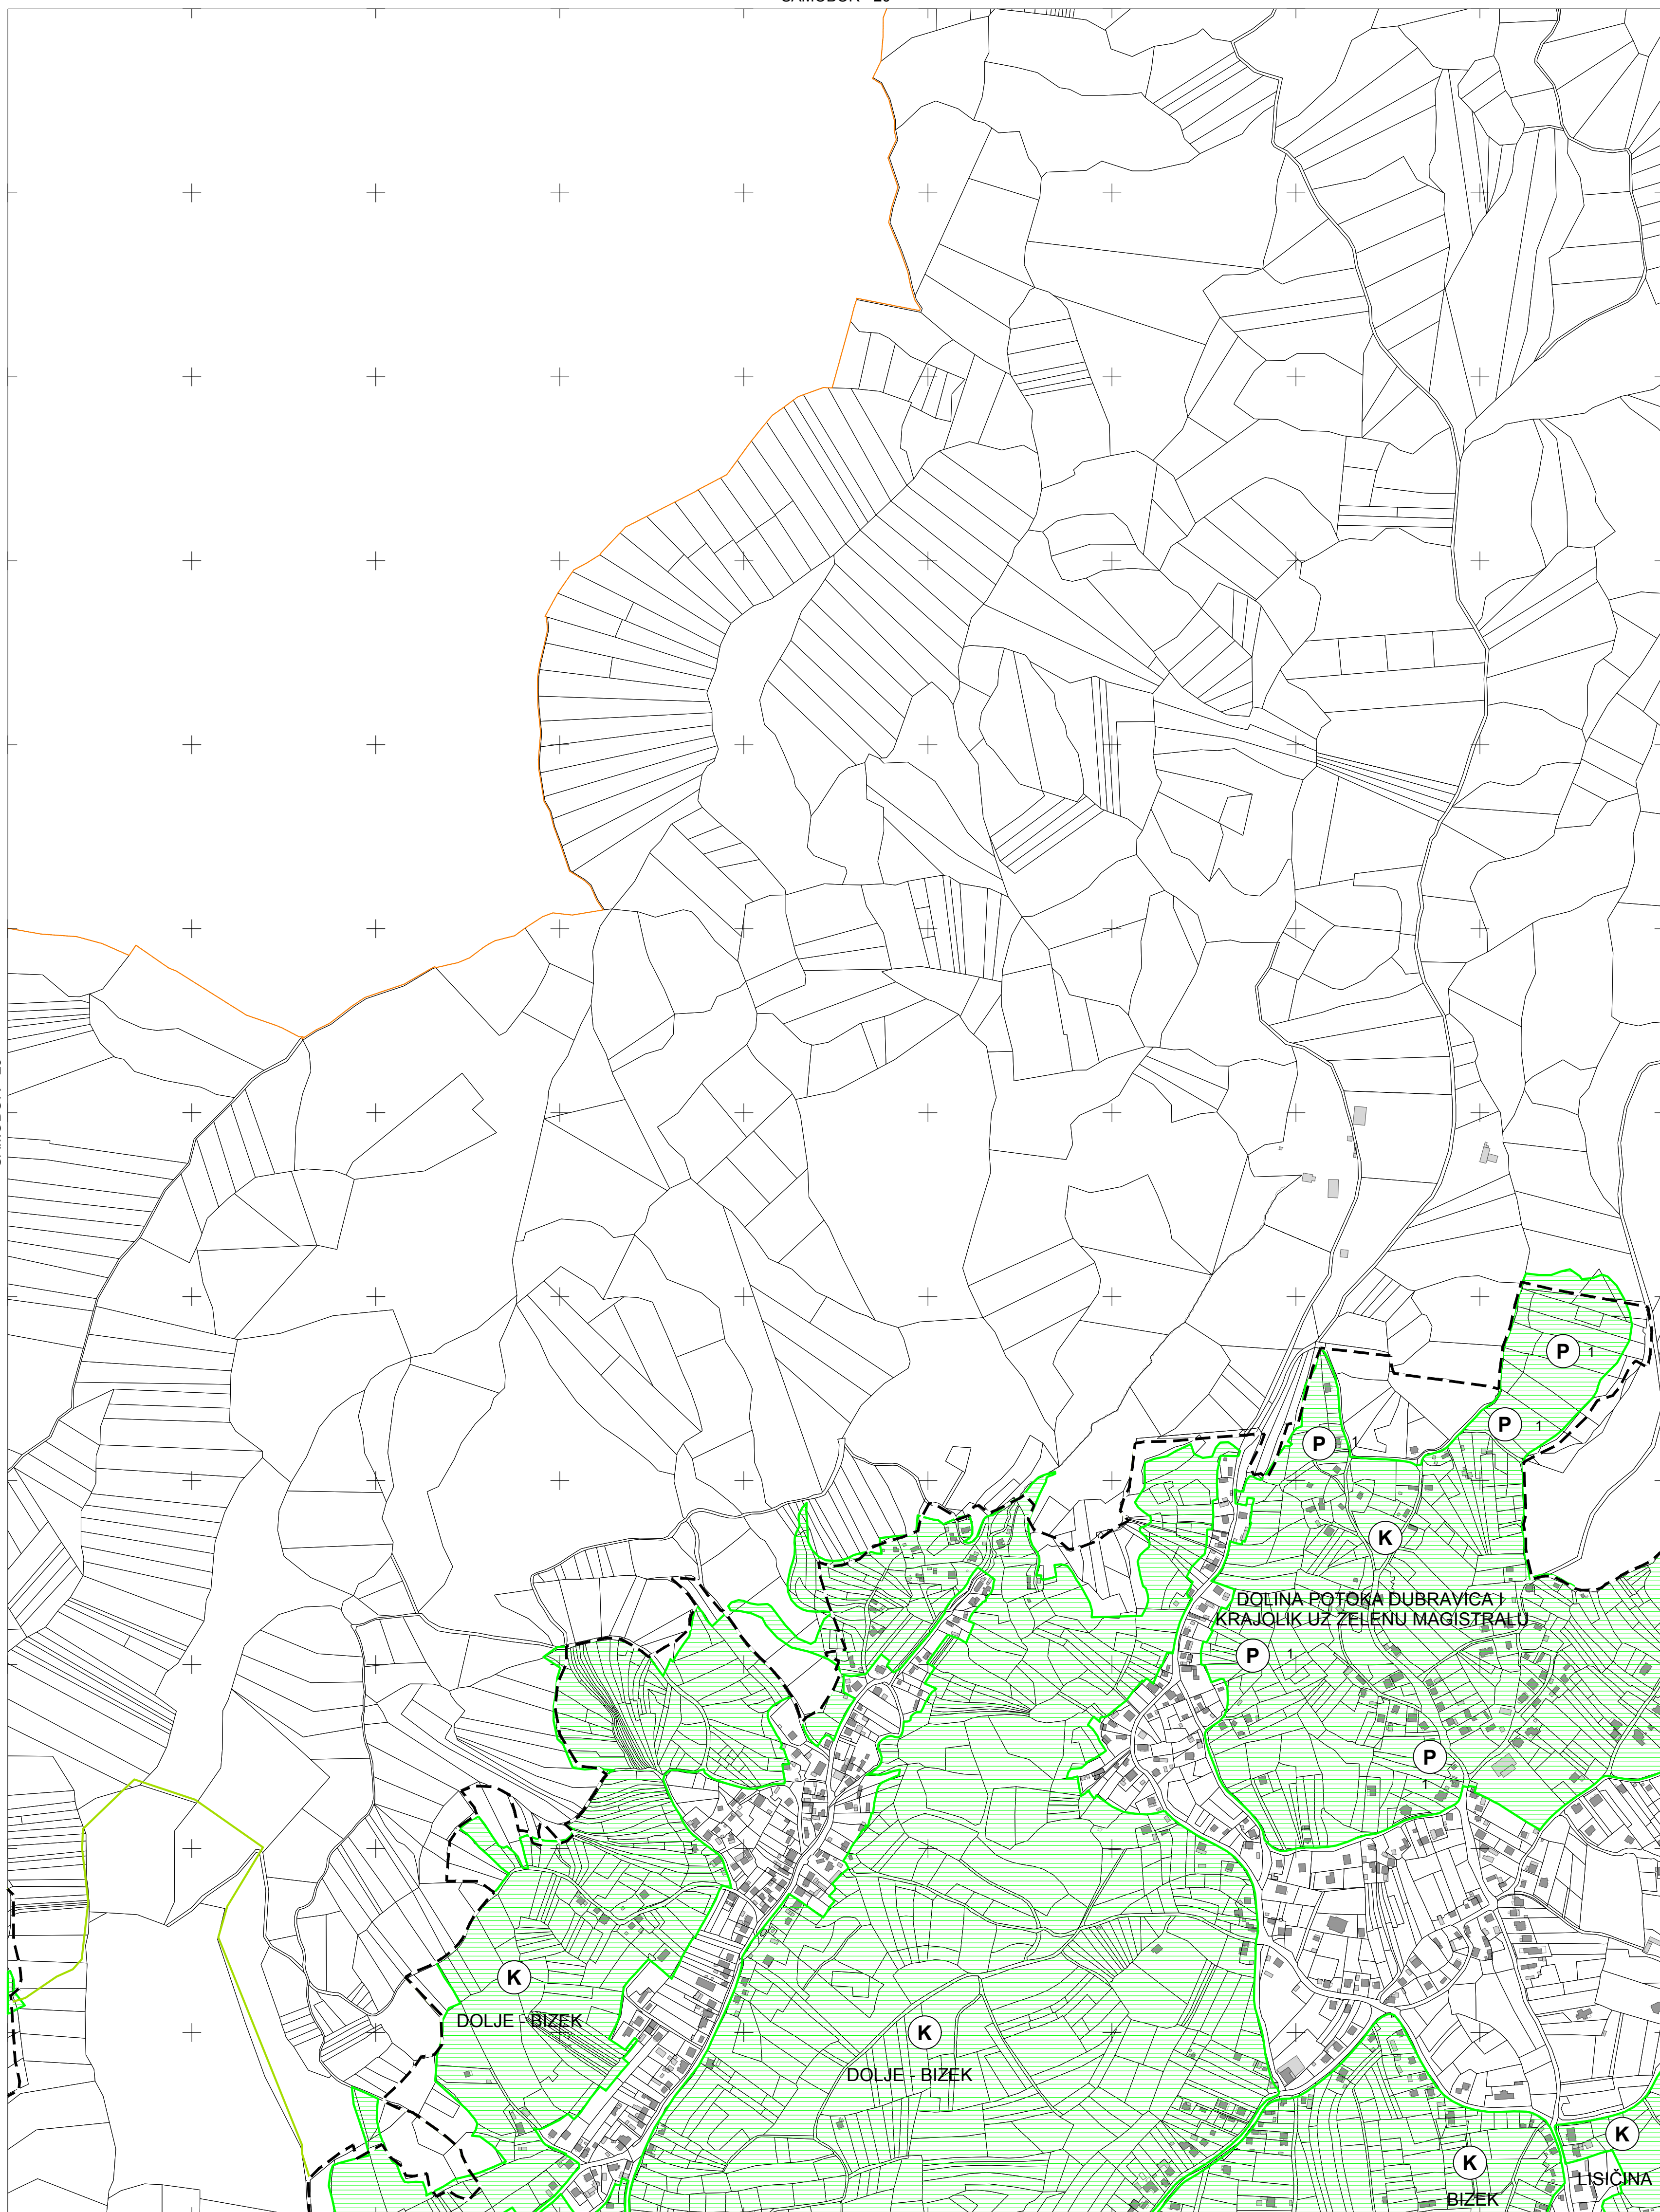 P 1
P 1
P 1
K
DOLINA POTOKA DUBRAVICA I
KRAJOLIK UZ ZELENU MAGISTRALU
P 1
P
1
K
DOLJE - BIZEK
K
DOLJE - BIZEK
K
K
LISIČINA
BIZEK